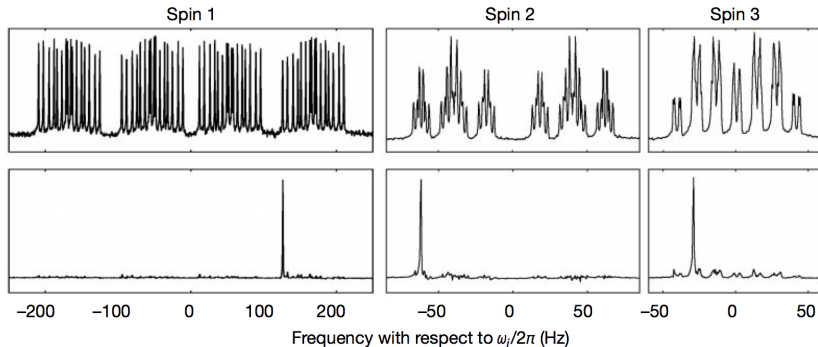 Spin 1 Spin 2 Spin 3
−200 −100 0 100 200 −50 0 50 −50 0 50
Frequency with respect to ωi/2π (Hz)